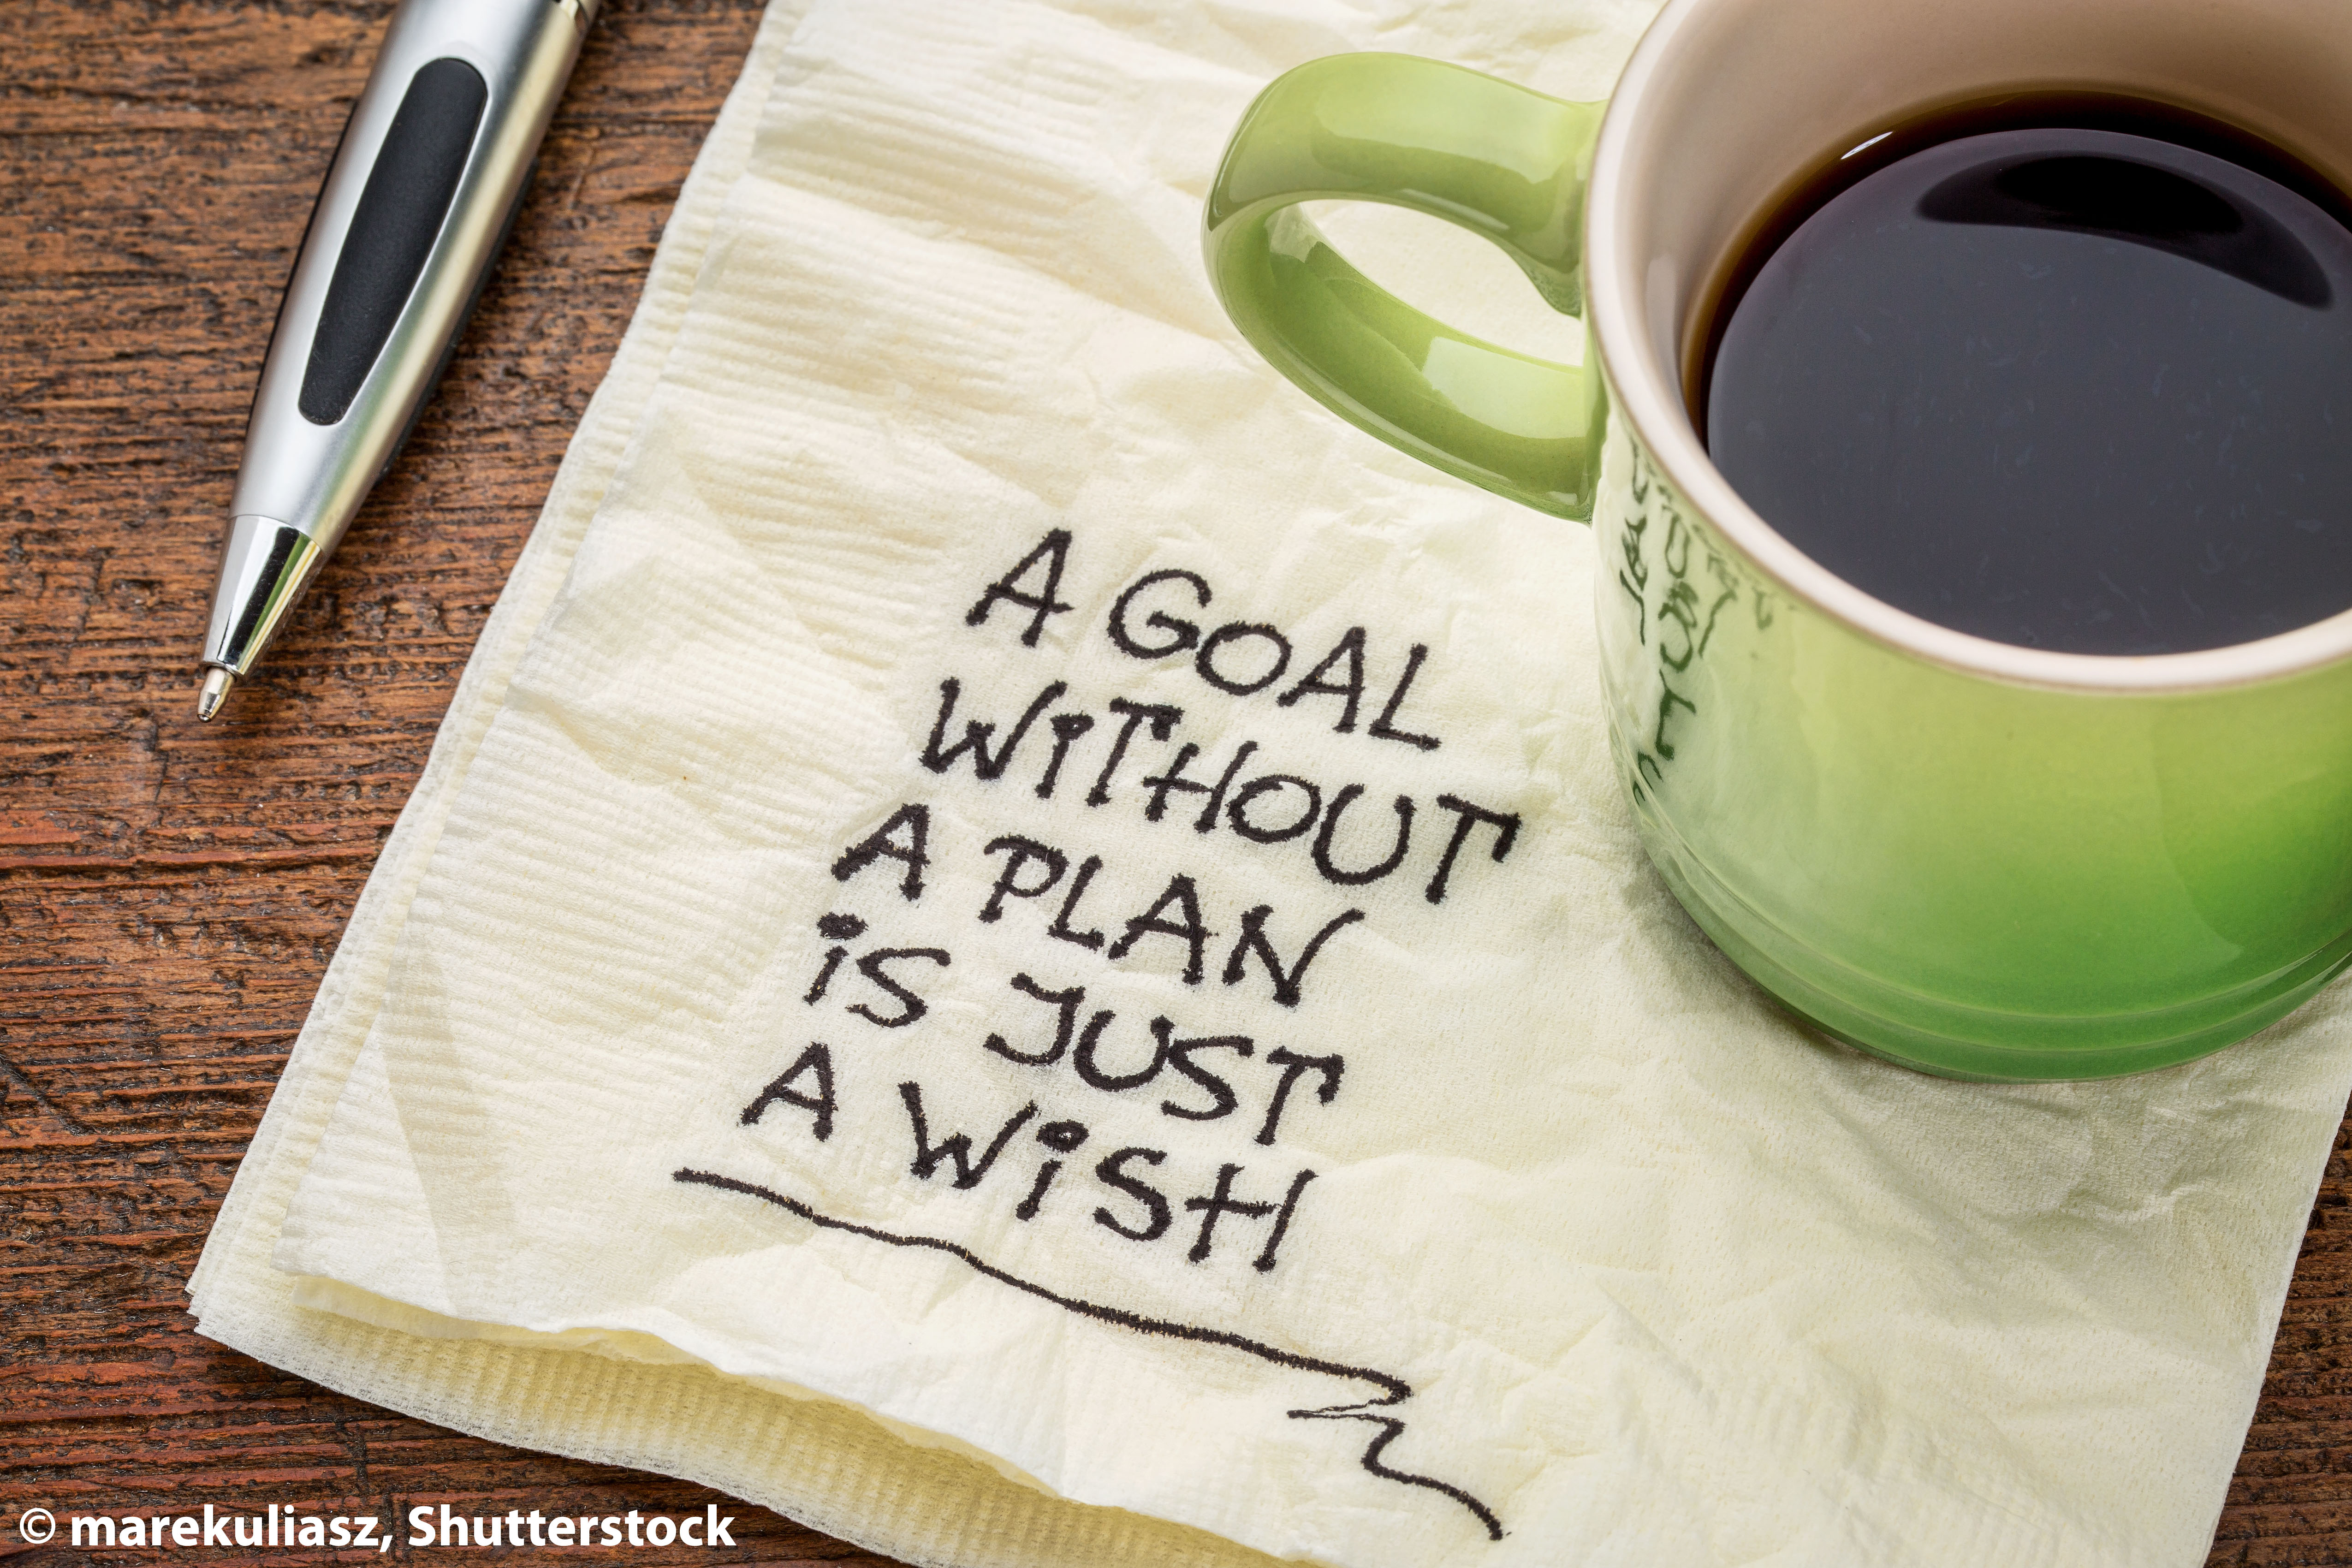 A GOAL
WITHOUT
A PLAN
IS JUST
A WISH
© marekuliasz, Shutterstock